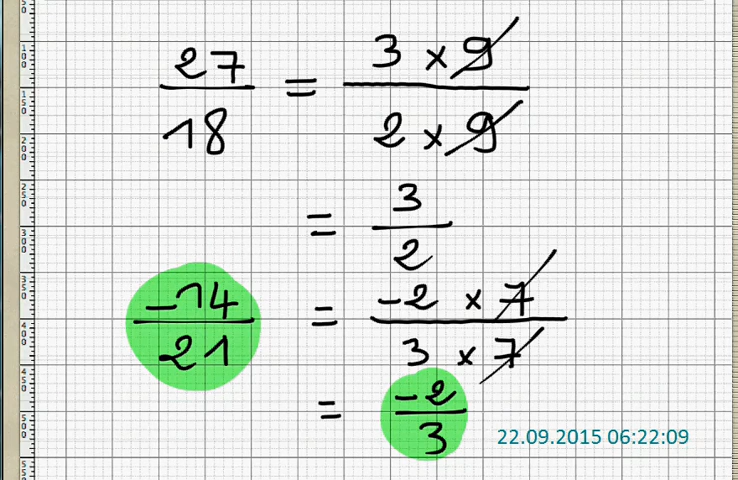 27/18 = 3 x 9 / 2 x 9
= 3/2
-14/21 = -2 x 7 / 3 x 7
= -2/3
22.09.2015 06:22:09